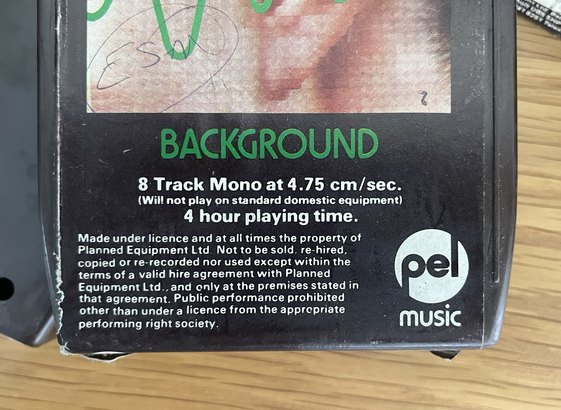 ESN
8
BACKGROUND
8 Track Mono at 4.75 cm/sec.
(Will not play on standard domestic equipment)
4 hour playing time.
Made under licence and at all times the property of
Planned Equipment Ltd. Not to be sold, re-hired,
copied or re-recorded nor used except within the
terms of a valid hire agreement with Planned
Equipment Ltd., and only at the premises stated in
that agreement. Public performance prohibited
other than under a licence from the appropriate
performing right society.
pel
music